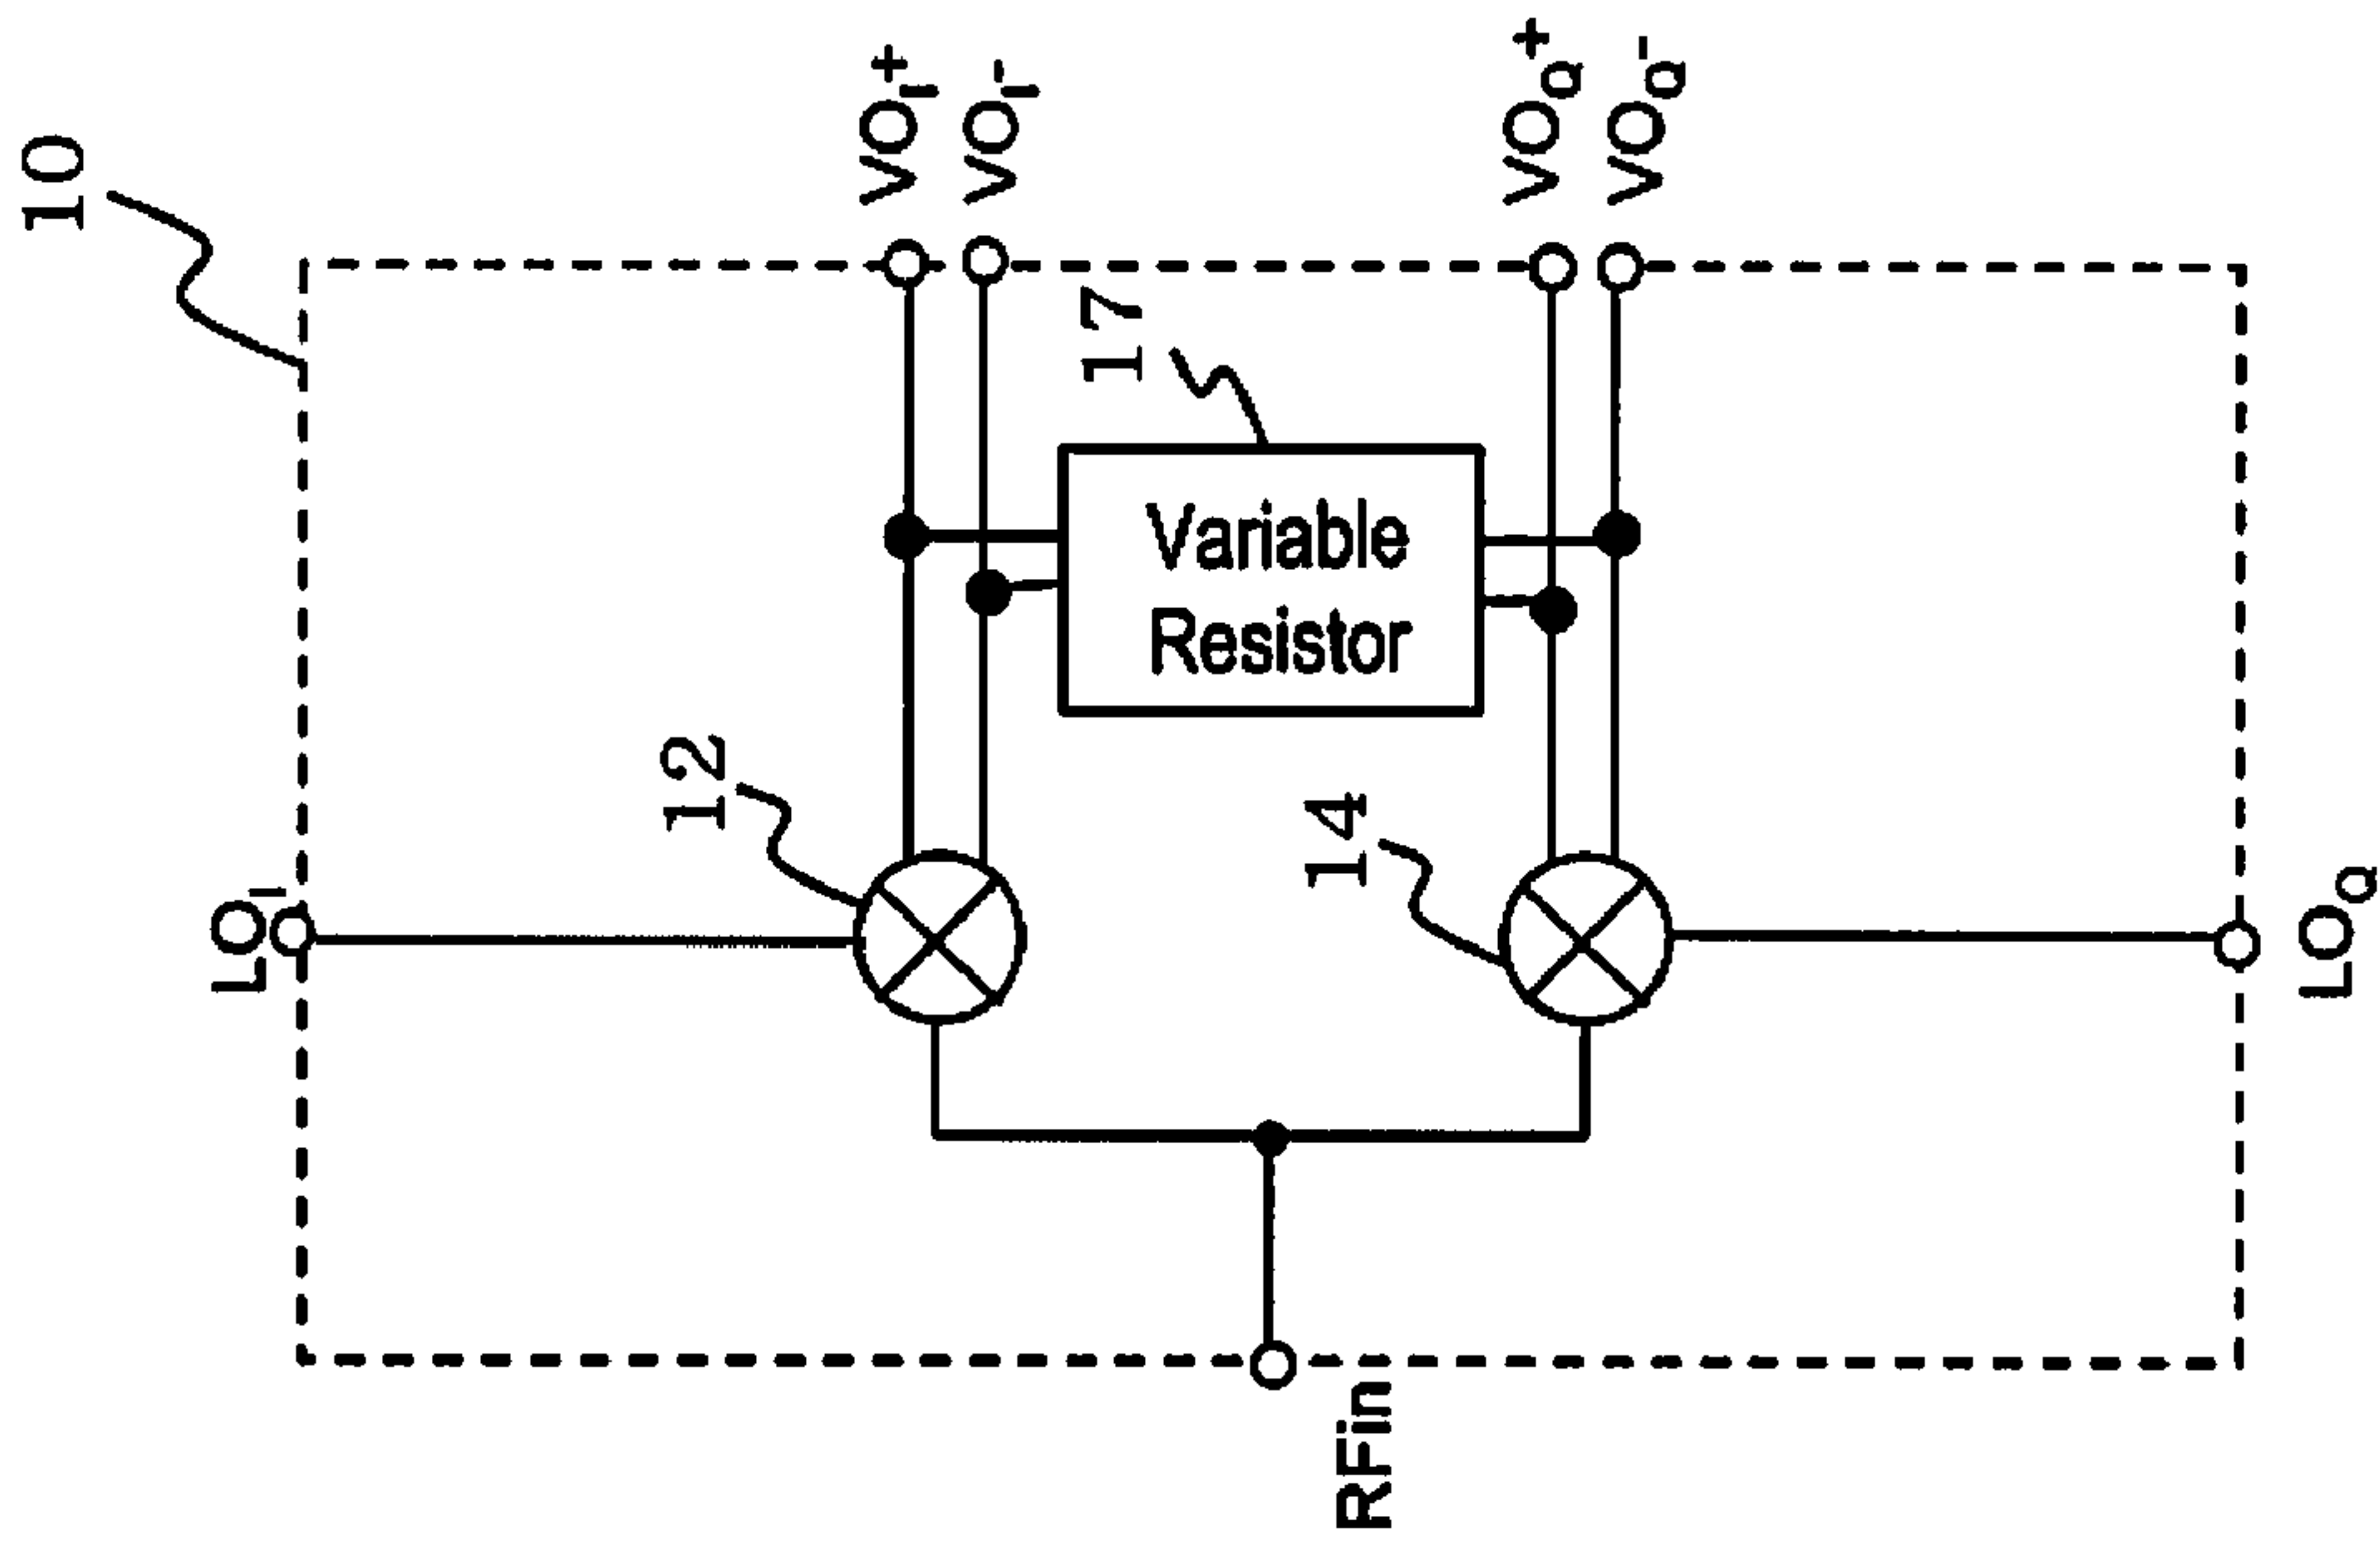 10
LO_I
12
VO_I+
VO_I-
17
Variable
Resistor
14
VO_Q+
VO_Q-
RFin
LO_Q